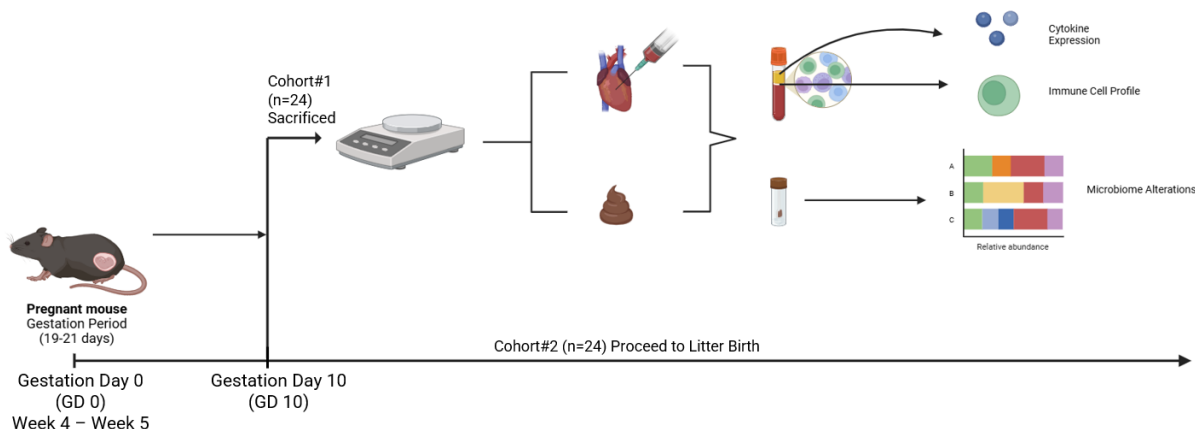 Cohort#1
(n=24)
Sacrificed
Cytokine
Expression
Immune Cell Profile
A
B
C
Microbiome Alterations
Relative abundance
Pregnant mouse
Gestation Period
(19-21 days)
Cohort#2 (n=24) Proceed to Litter Birth
Gestation Day 0
(GD 0)
Week 4 – Week 5
Gestation Day 10
(GD 10)